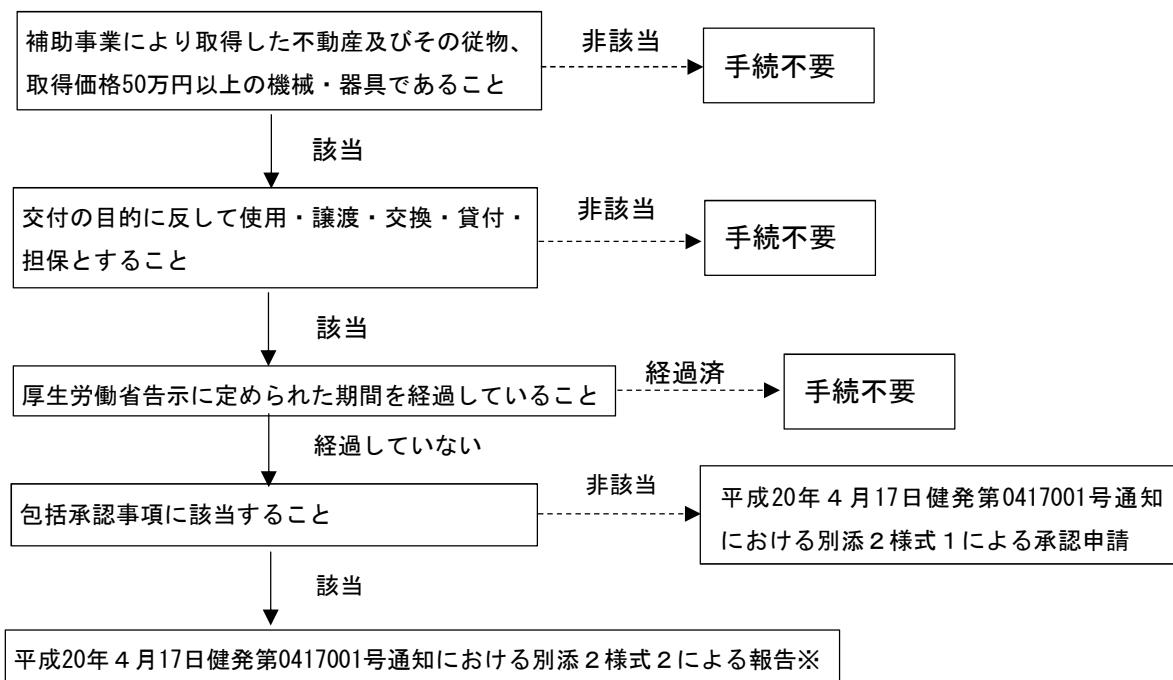 補助事業により取得した不動産及びその従物、
取得価格50万円以上の機械・器具であること
非該当
手続不要
該当
交付の目的に反して使用・譲渡・交換・貸付・
担保とすること
非該当
手続不要
該当
厚生労働省告示に定められた期間を経過していること
経過済
手続不要
経過していない
包括承認事項に該当すること
非該当
平成20年4月17日健発第0417001号通知
における別添2様式1による承認申請
該当
平成20年4月17日健発第0417001号通知における別添2様式2による報告※